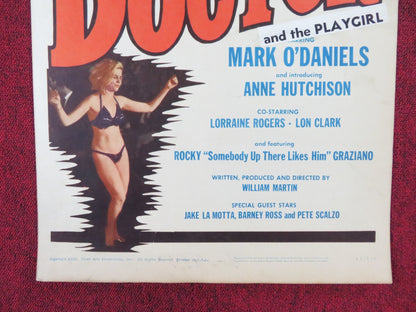 DOCTOR
and the PLAYGIRL
starring
MARK O'DANIELS
and introducing
ANNE HUTCHISON
CO-STARRING
LORRAINE ROGERS · LON CLARK
and featuring
ROCKY "Somebody Up There Likes Him" GRAZIANO
WRITTEN, PRODUCED AND DIRECTED BY
WILLIAM MARTIN
SPECIAL GUEST STARS
JAKE LA MOTTA, BARNEY ROSS and PETE SCALZO